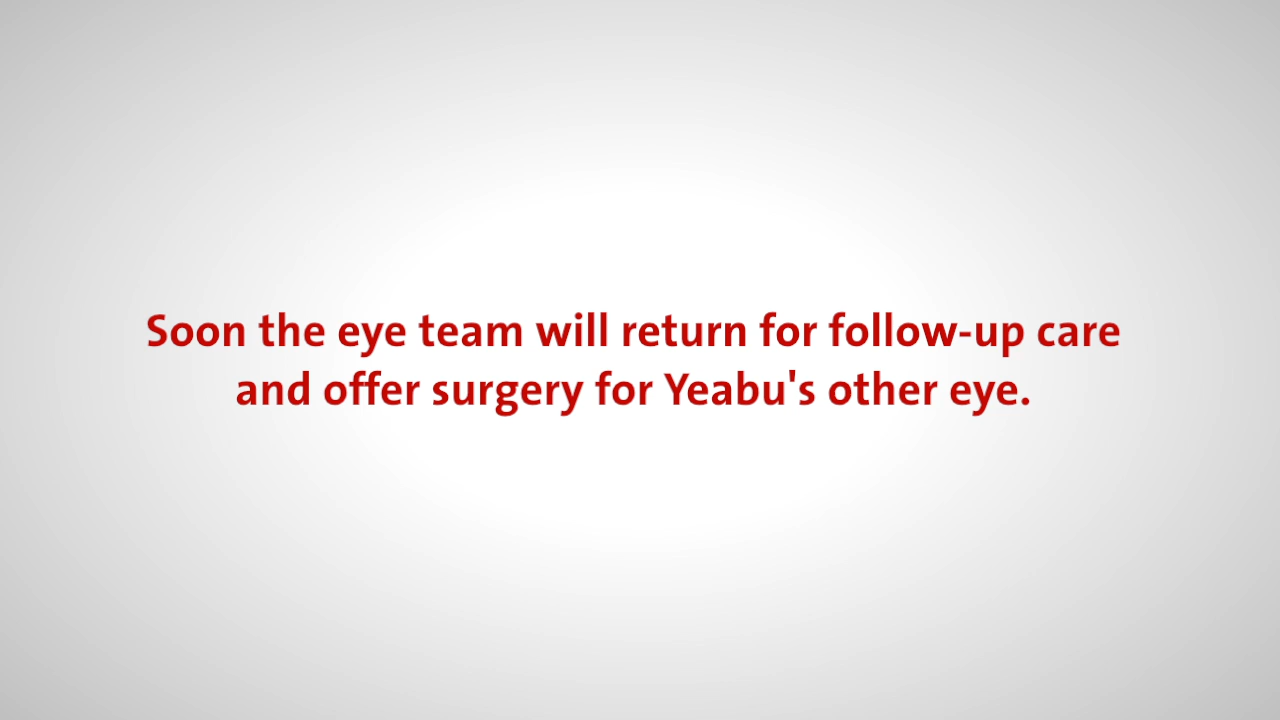 Soon the eye team will return for follow-up care
and offer surgery for Yeabu's other eye.